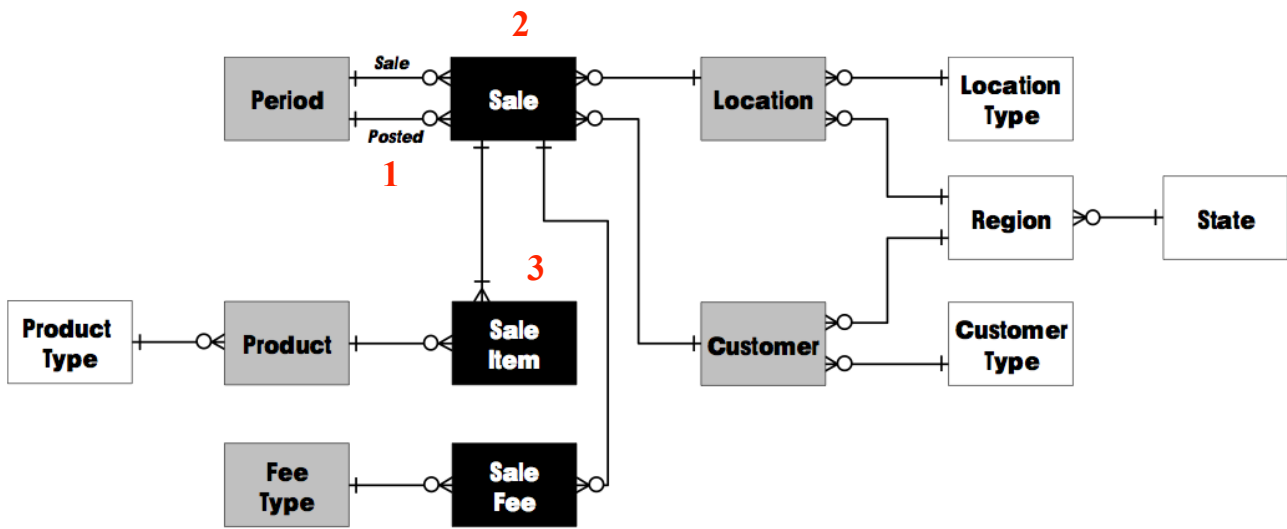 2
Sale
Period
Sale
Location
Location
Type
Posted
1
Region
State
3
Product
Type
Product
Sale
Item
Customer
Customer
Type
Fee
Type
Sale
Fee